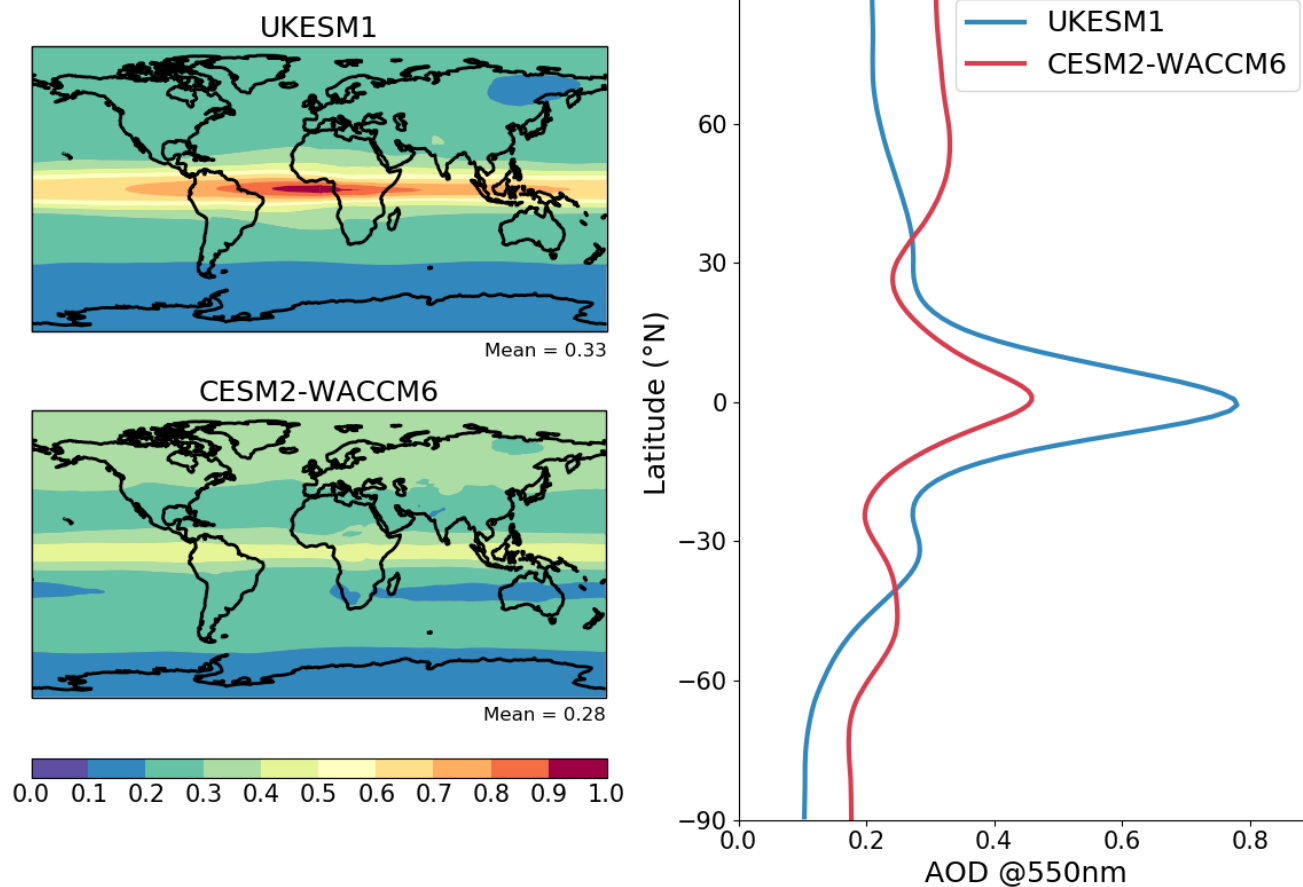 UKESM1
Mean = 0.33
CESM2-WACCM6
Mean = 0.28
0.0 0.1 0.2 0.3 0.4 0.5 0.6 0.7 0.8 0.9 1.0
UKESM1
CESM2-WACCM6
Latitude (°N)
60
30
0
−30
−60
−90
0.0 0.2 0.4 0.6 0.8
AOD @550nm